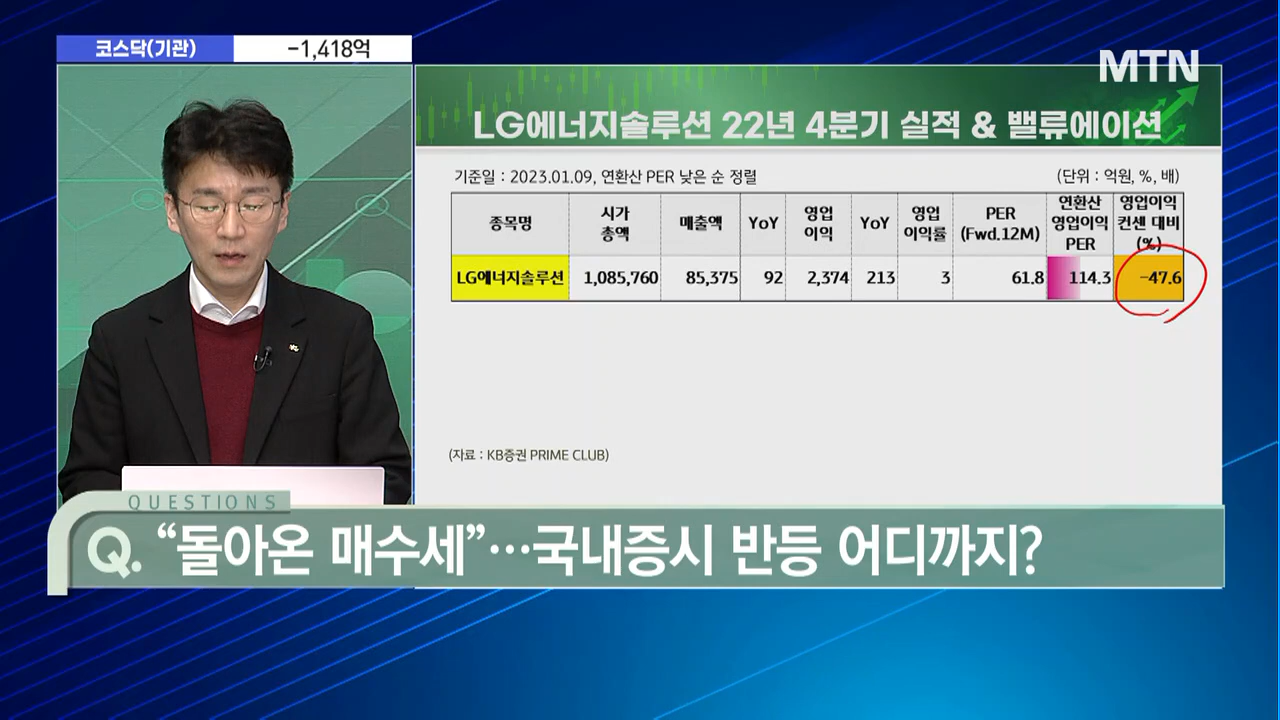 코스닥(기관) -1,418억
MTN
LG에너지솔루션 22년 4분기 실적 & 밸류에이션
기준일 : 2023.01.09, 연환산 PER 낮은 순 정렬 (단위 : 억원, %, 배)
종목명 시가 총액 매출액 YoY 영업 이익 YoY 영업 이익률 PER (Fwd.12M) 연환산 영업이익 PER 영업이익 컨센 대비 (%)
LG에너지솔루션 1,085,760 85,375 92 2,374 213 3 61.8 114.3 -47.6
(자료 : KB증권 PRIME CLUB)
QUESTIONS
Q. “돌아온 매수세”…국내증시 반등 어디까지?